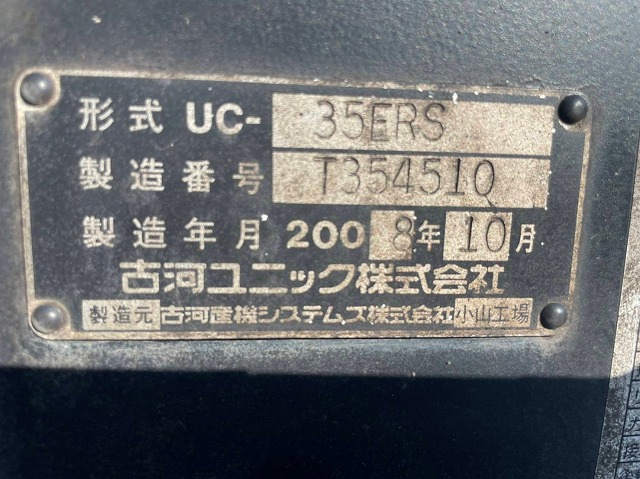 形式 UC- 35ERS
製造番号 T354510
製造年月 2008年10月
古河ユニック株式会社
製造元 古河産機システムズ株式会社 小山工場